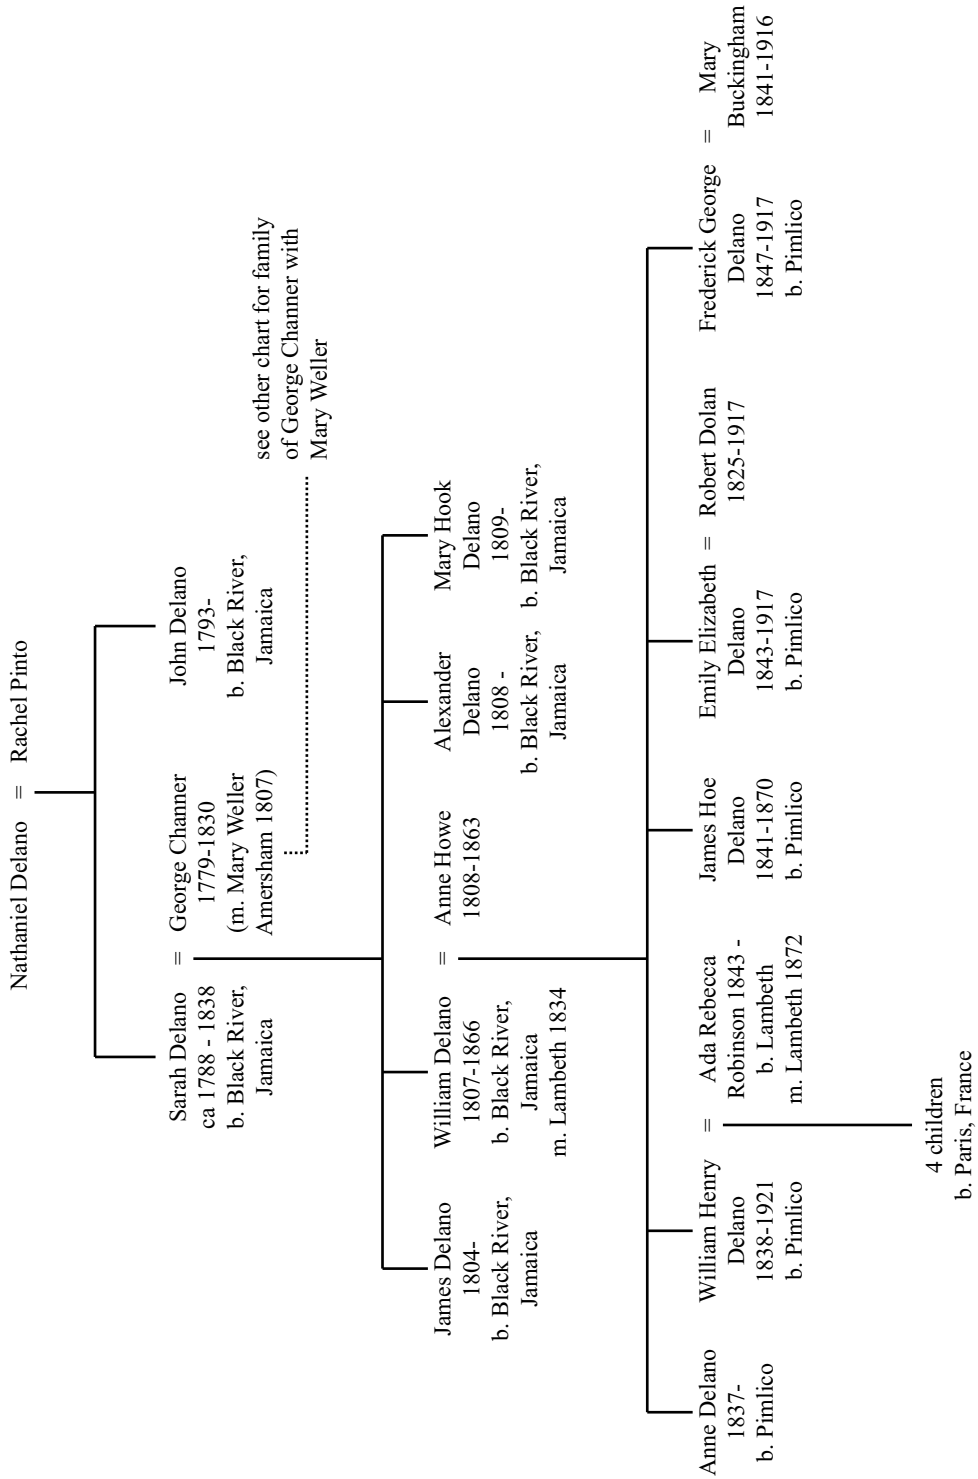 Nathaniel Delano = Rachel Pinto
Sarah Delano
ca 1788 - 1838
b. Black River,
Jamaica
=
George Channer
1779-1830
(m. Mary Weller
Amersham 1807)
John Delano
1793-
b. Black River,
Jamaica
see other chart for family
of George Channer with
Mary Weller
James Delano
1804-
b. Black River,
Jamaica
William Delano
1807-1866
b. Black River,
Jamaica
m. Lambeth 1834
=
Anne Howe
1808-1863
Alexander
Delano
1808 -
b. Black River,
Jamaica
Mary Hook
Delano
1809-
b. Black River,
Jamaica
Anne Delano
1837-
b. Pimlico
William Henry
Delano
1838-1921
b. Pimlico
=
Ada Rebecca
Robinson 1843 -
b. Lambeth
m. Lambeth 1872
James Hoe
Delano
1841-1870
b. Pimlico
Emily Elizabeth
Delano
1843-1917
b. Pimlico
=
Robert Dolan
1825-1917
Frederick George
Delano
1847-1917
b. Pimlico
=
Mary
Buckingham
1841-1916
4 children
b. Paris, France